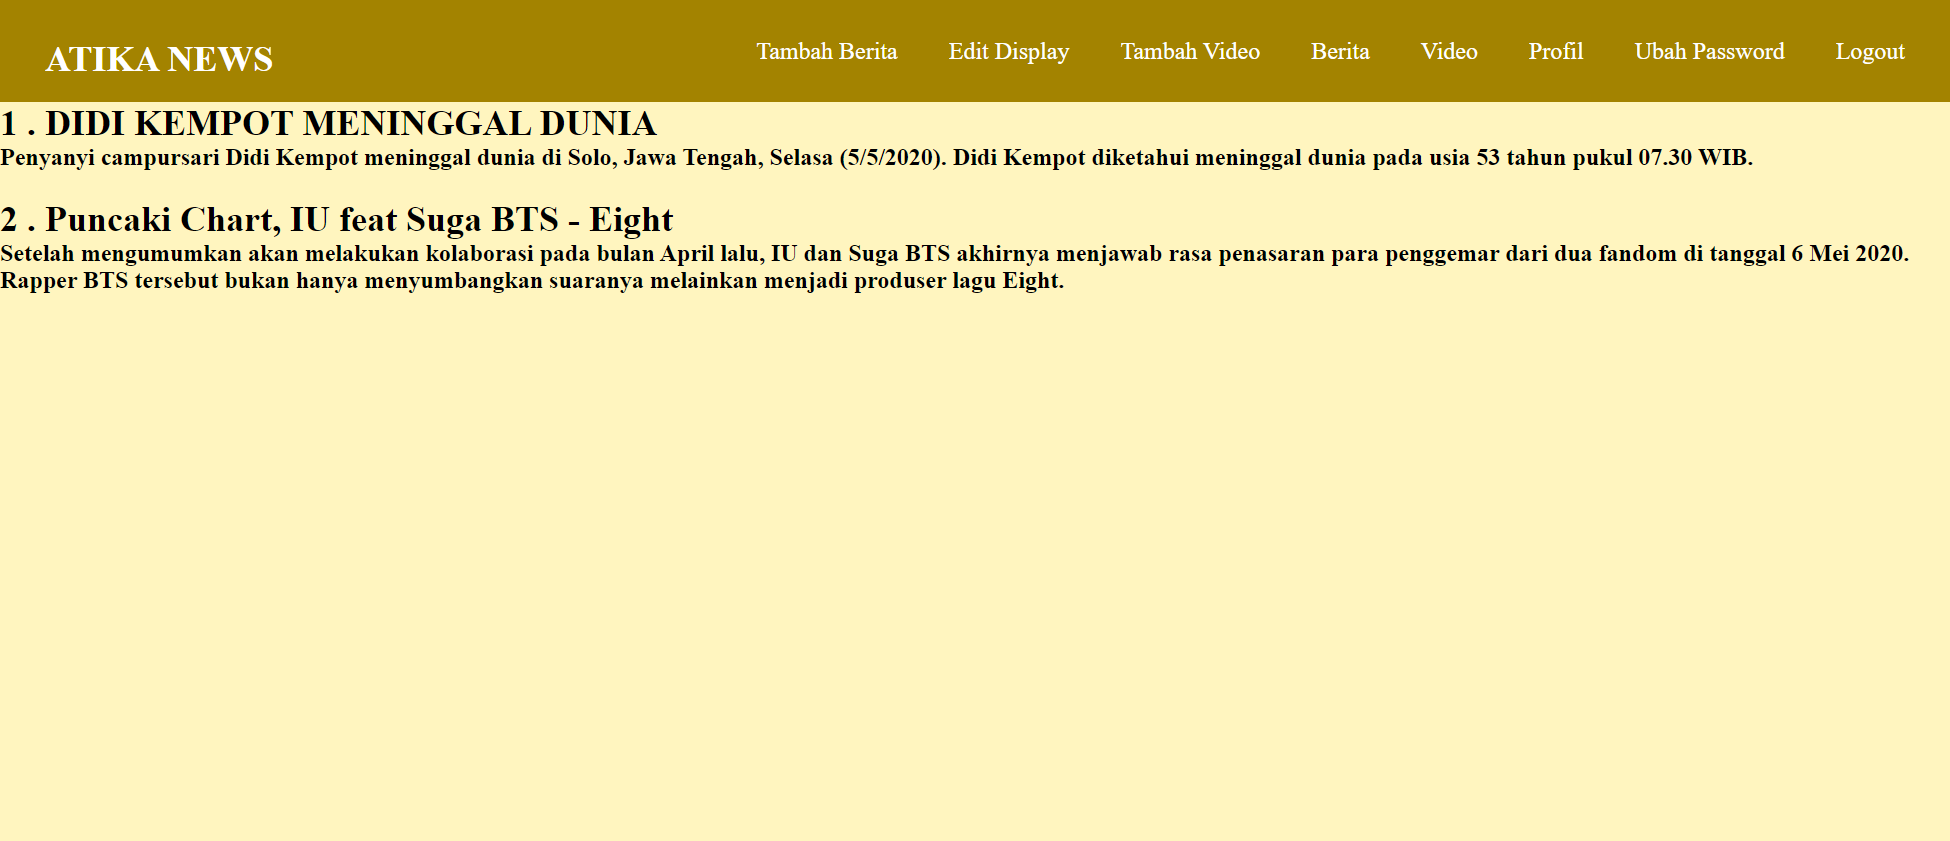 ATIKA NEWS
Tambah Berita Edit Display Tambah Video Berita Video Profil Ubah Password Logout
1 . DIDI KEMPOT MENINGGAL DUNIA
Penyanyi campursari Didi Kempot meninggal dunia di Solo, Jawa Tengah, Selasa (5/5/2020). Didi Kempot diketahui meninggal dunia pada usia 53 tahun pukul 07.30 WIB.
2 . Puncaki Chart, IU feat Suga BTS - Eight
Setelah mengumumkan akan melakukan kolaborasi pada bulan April lalu, IU dan Suga BTS akhirnya menjawab rasa penasaran para penggemar dari dua fandom di tanggal 6 Mei 2020.
Rapper BTS tersebut bukan hanya menyumbangkan suaranya melainkan menjadi produser lagu Eight.